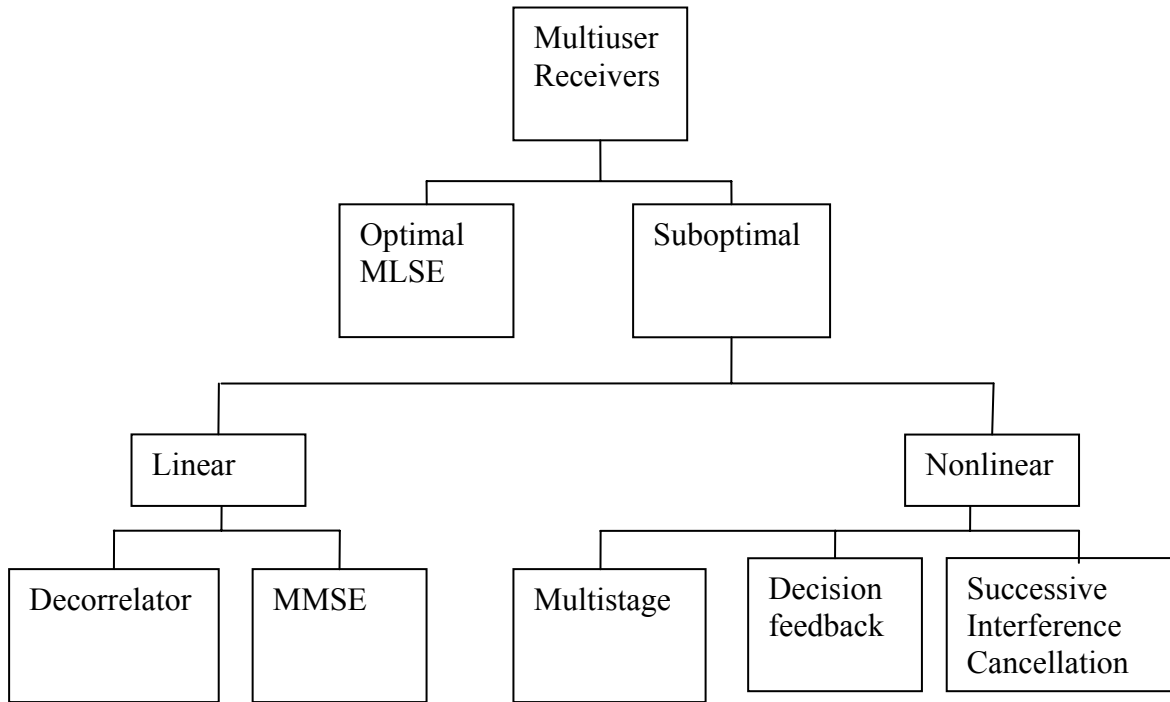 Multiuser
Receivers
Optimal
MLSE
Suboptimal
Linear
Nonlinear
Decorrelator
MMSE
Multistage
Decision
feedback
Successive
Interference
Cancellation